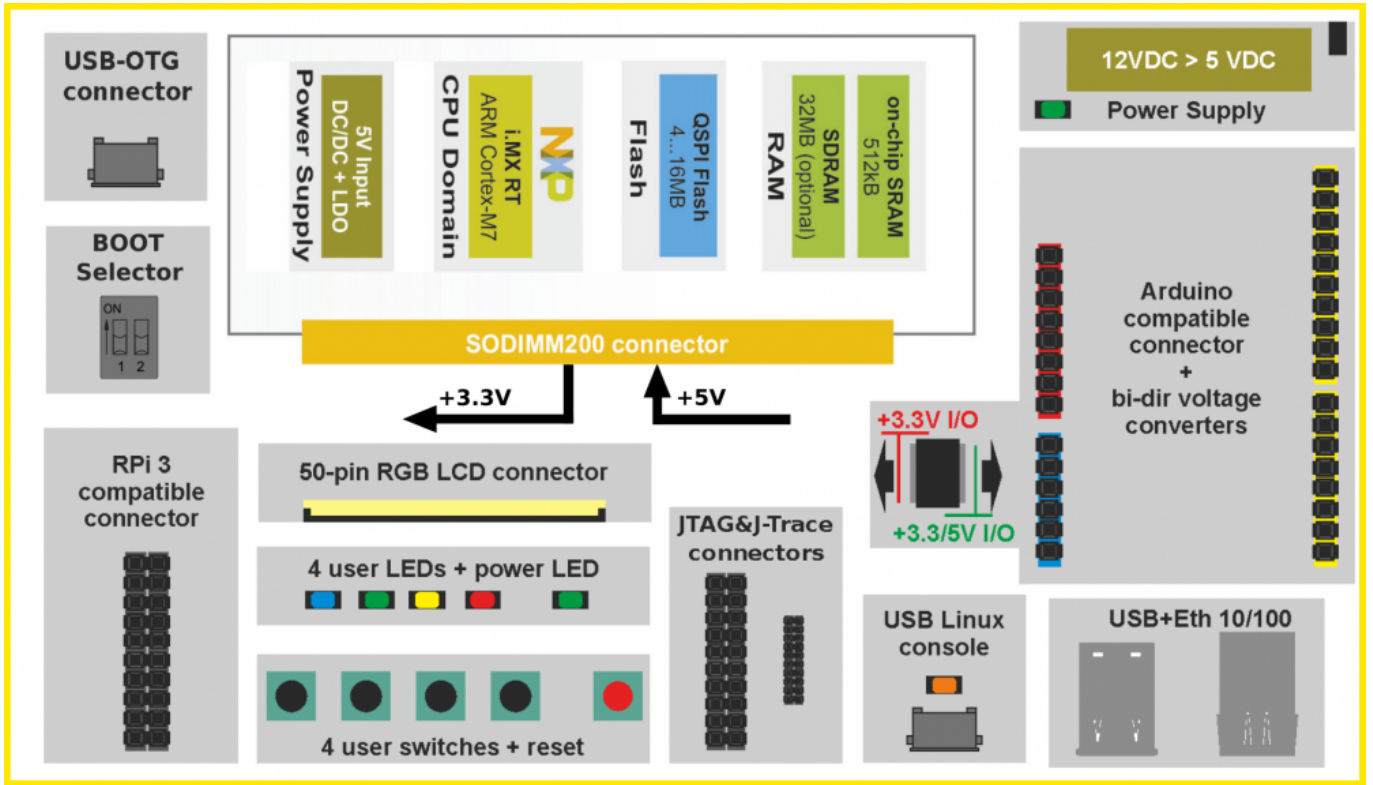 USB-OTG
connector
BOOT
Selector
ON
1 2
RPi 3
compatible
connector
Power Supply
5V Input
DC/DC + LDO
CPU Domain
i.MX RT
ARM Cortex-M7
NXP
Flash
QSPI Flash
4...16MB
RAM
SDRAM
32MB (optional)
on-chip SRAM
512kB
SODIMM200 connector
+3.3V
+5V
50-pin RGB LCD connector
4 user LEDs + power LED
4 user switches + reset
JTAG&J-Trace
connectors
12VDC > 5 VDC
Power Supply
Arduino
compatible
connector
+
bi-dir voltage
converters
+3.3V I/O
+3.3/5V I/O
USB Linux
console
USB+Eth 10/100